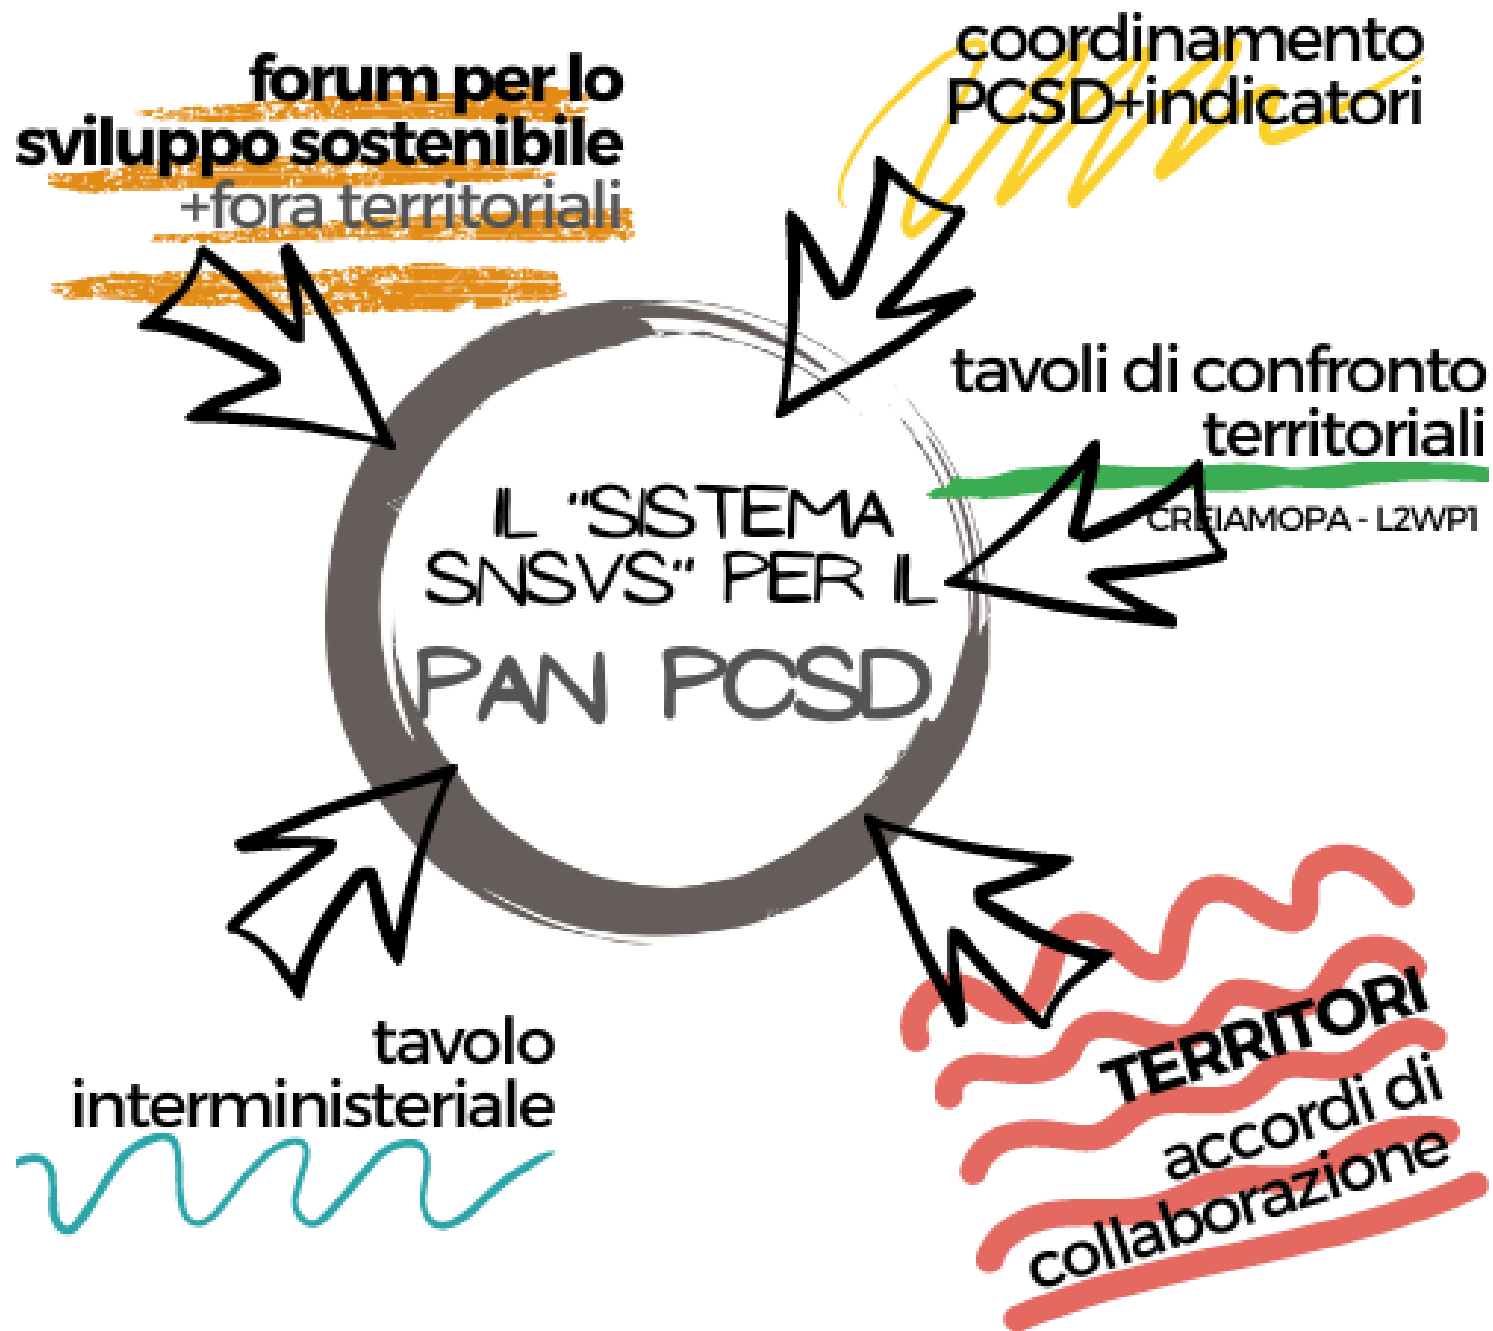 forum per lo
sviluppo sostenibile
+fora territoriali
coordinamento
PCSD+indicatori
tavoli di confronto
territoriali
CREIAMOPA - L2WP1
IL "SISTEMA
SNSVS" PER IL
PAN PCSD
tavolo
interministeriale
TERRITORI
accordi di
collaborazione